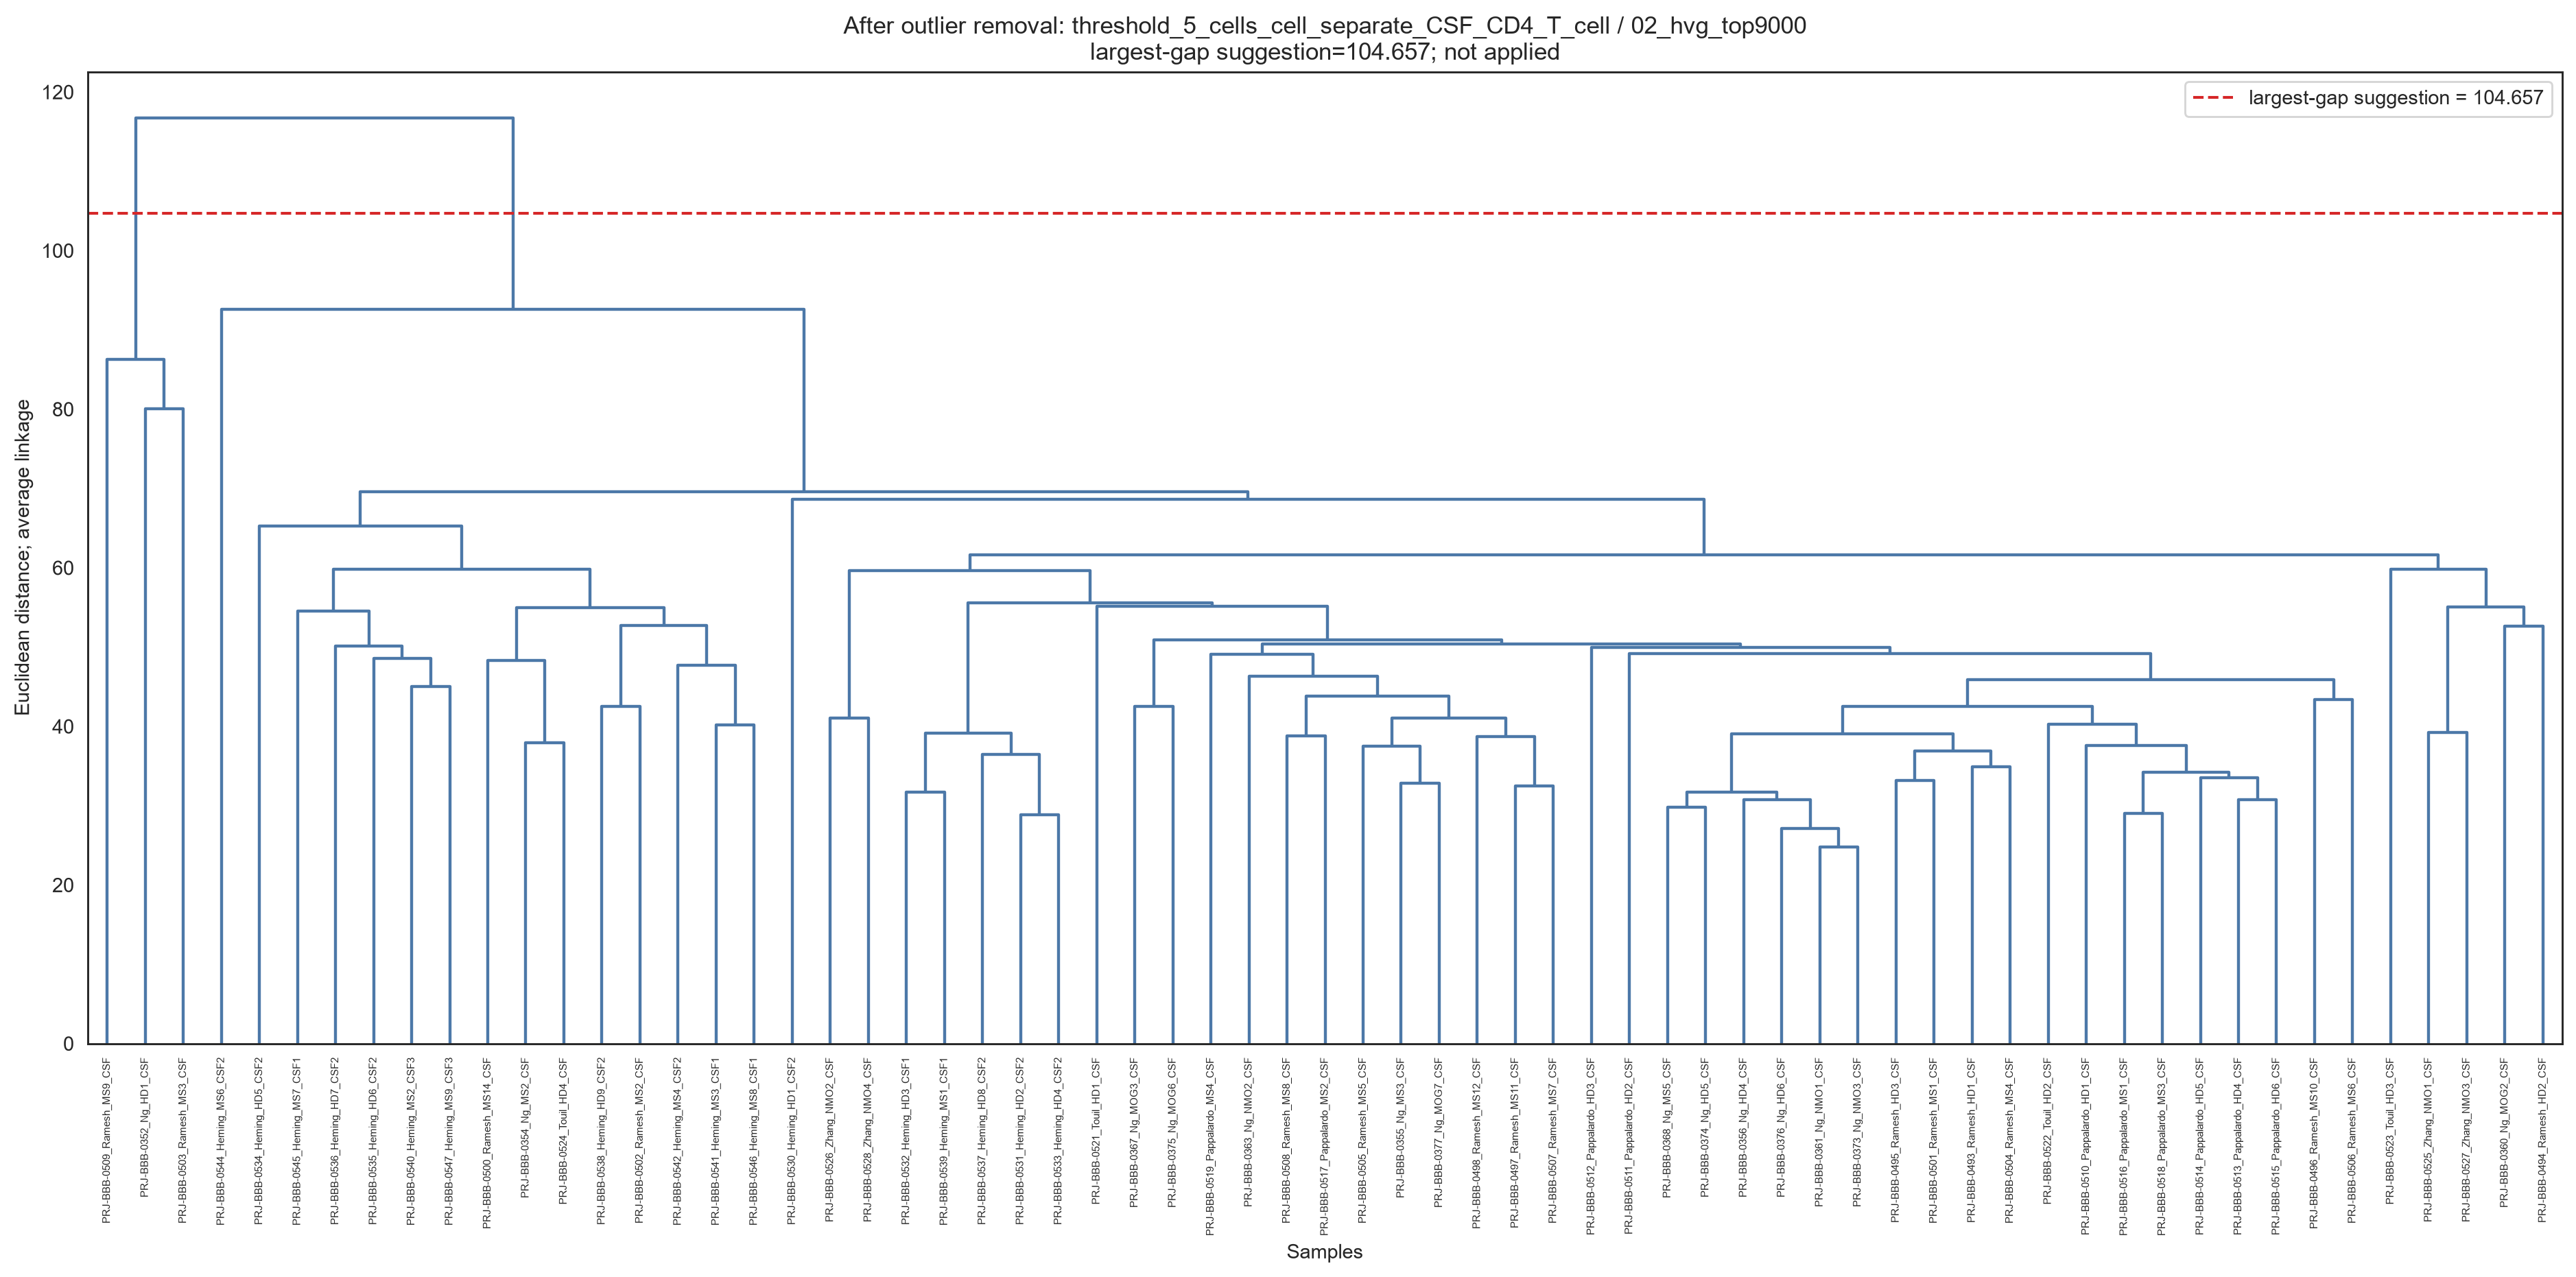 After outlier removal: threshold_5_cells_cell_separate_CSF_CD4_T_cell / 02_hvg_top9000
largest-gap suggestion=104.657; not applied
largest-gap suggestion = 104.657
Euclidean distance; average linkage
120
100
80
60
40
20
0
PRJ-BBB-0509_Ramesh_MS9_CSF
PRJ-BBB-0352_Ng_HD1_CSF
PRJ-BBB-0503_Ramesh_MS3_CSF
PRJ-BBB-0544_Heming_MS6_CSF2
PRJ-BBB-0534_Heming_HD5_CSF2
PRJ-BBB-0545_Heming_MS7_CSF1
PRJ-BBB-0536_Heming_HD7_CSF2
PRJ-BBB-0535_Heming_HD6_CSF2
PRJ-BBB-0540_Heming_MS2_CSF3
PRJ-BBB-0547_Heming_MS9_CSF3
PRJ-BBB-0500_Ramesh_MS14_CSF
PRJ-BBB-0354_Ng_MS2_CSF
PRJ-BBB-0524_Touil_HD4_CSF
PRJ-BBB-0538_Heming_HD9_CSF2
PRJ-BBB-0502_Ramesh_MS2_CSF
PRJ-BBB-0542_Heming_MS4_CSF2
PRJ-BBB-0541_Heming_MS3_CSF1
PRJ-BBB-0546_Heming_MS8_CSF1
PRJ-BBB-0530_Heming_HD1_CSF2
PRJ-BBB-0526_Zhang_NMO2_CSF
PRJ-BBB-0528_Zhang_NMO4_CSF
PRJ-BBB-0532_Heming_HD3_CSF1
PRJ-BBB-0539_Heming_MS1_CSF1
PRJ-BBB-0537_Heming_HD8_CSF2
PRJ-BBB-0531_Heming_HD2_CSF2
PRJ-BBB-0533_Heming_HD4_CSF2
PRJ-BBB-0521_Touil_HD1_CSF
PRJ-BBB-0367_Ng_MOG3_CSF
PRJ-BBB-0375_Ng_MOG6_CSF
PRJ-BBB-0519_Pappalardo_MS4_CSF
PRJ-BBB-0363_Ng_NMO2_CSF
PRJ-BBB-0508_Ramesh_MS8_CSF
PRJ-BBB-0517_Pappalardo_MS2_CSF
PRJ-BBB-0505_Ramesh_MS5_CSF
PRJ-BBB-0355_Ng_MS3_CSF
PRJ-BBB-0377_Ng_MOG7_CSF
PRJ-BBB-0498_Ramesh_MS12_CSF
PRJ-BBB-0497_Ramesh_MS11_CSF
PRJ-BBB-0507_Ramesh_MS7_CSF
PRJ-BBB-0512_Pappalardo_HD3_CSF
PRJ-BBB-0511_Pappalardo_HD2_CSF
PRJ-BBB-0368_Ng_MS5_CSF
PRJ-BBB-0374_Ng_HD5_CSF
PRJ-BBB-0356_Ng_HD4_CSF
PRJ-BBB-0376_Ng_HD6_CSF
PRJ-BBB-0361_Ng_NMO1_CSF
PRJ-BBB-0373_Ng_NMO3_CSF
PRJ-BBB-0495_Ramesh_HD3_CSF
PRJ-BBB-0501_Ramesh_MS1_CSF
PRJ-BBB-0493_Ramesh_HD1_CSF
PRJ-BBB-0504_Ramesh_MS4_CSF
PRJ-BBB-0522_Touil_HD2_CSF
PRJ-BBB-0510_Pappalardo_HD1_CSF
PRJ-BBB-0516_Pappalardo_MS1_CSF
PRJ-BBB-0518_Pappalardo_MS3_CSF
PRJ-BBB-0514_Pappalardo_HD5_CSF
PRJ-BBB-0513_Pappalardo_HD4_CSF
PRJ-BBB-0515_Pappalardo_HD6_CSF
PRJ-BBB-0496_Ramesh_MS10_CSF
PRJ-BBB-0506_Ramesh_MS6_CSF
PRJ-BBB-0523_Touil_HD3_CSF
PRJ-BBB-0525_Zhang_NMO1_CSF
PRJ-BBB-0527_Zhang_NMO3_CSF
PRJ-BBB-0360_Ng_MOG2_CSF
PRJ-BBB-0494_Ramesh_HD2_CSF
Samples